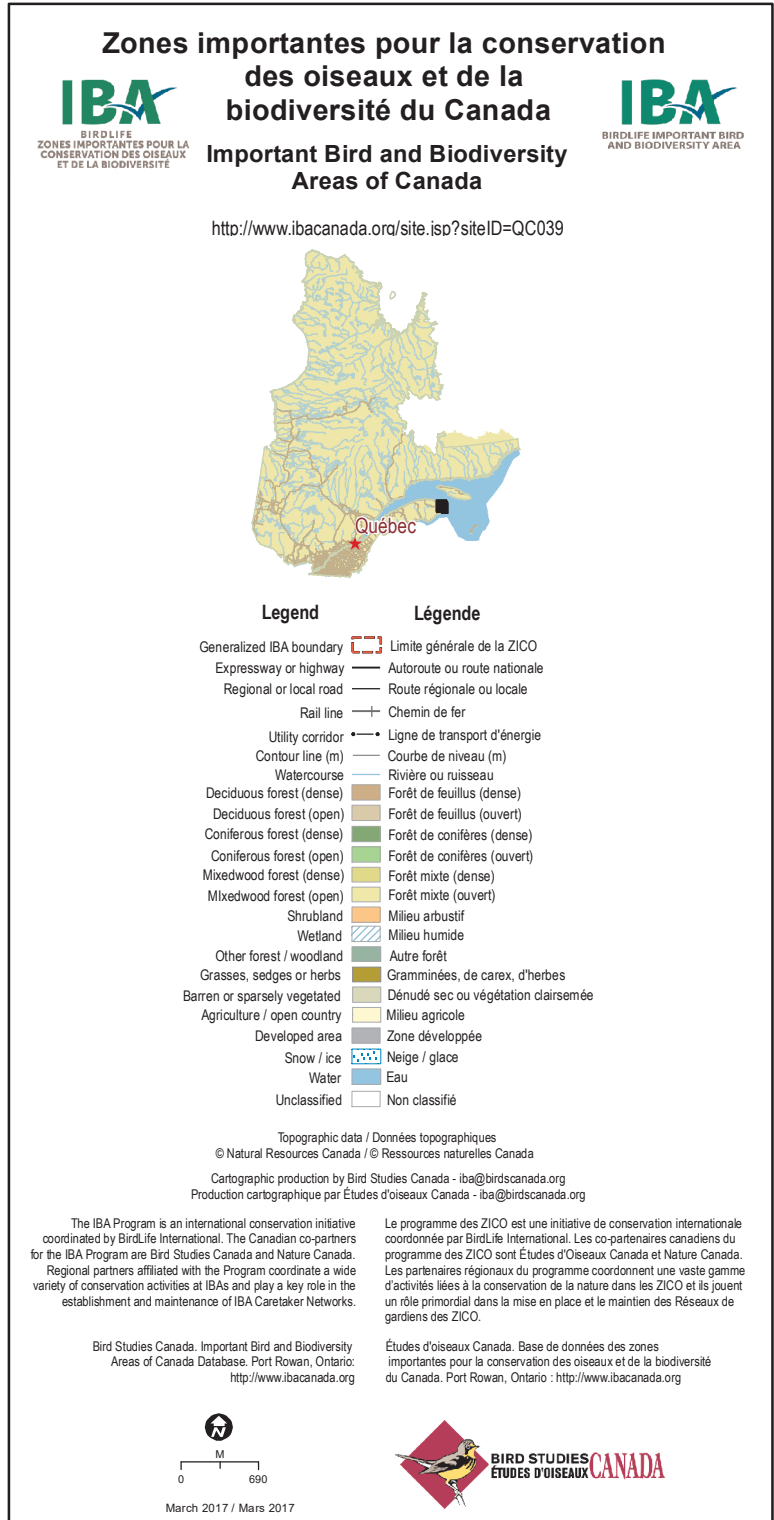 Zones importantes pour la conservation
des oiseaux et de la
biodiversité du Canada
IBA
BIRDLIFE
ZONES IMPORTANTES POUR LA
CONSERVATION DES OISEAUX
ET DE LA BIODIVERSITÉ
IBA
BIRDLIFE IMPORTANT BIRD
AND BIODIVERSITY AREA
Important Bird and Biodiversity
Areas of Canada
http://www.ibacanada.org/site.jsp?siteID=QC039
Québec
Legend Légende
Generalized IBA boundary Limite générale de la ZICO
Expressway or highway Autoroute ou route nationale
Regional or local road Route régionale ou locale
Rail line Chemin de fer
Utility corridor Ligne de transport d'énergie
Contour line (m) Courbe de niveau (m)
Watercourse Rivière ou ruisseau
Deciduous forest (dense) Forêt de feuillus (dense)
Deciduous forest (open) Forêt de feuillus (ouvert)
Coniferous forest (dense) Forêt de conifères (dense)
Coniferous forest (open) Forêt de conifères (ouvert)
Mixedwood forest (dense) Forêt mixte (dense)
MIxedwood forest (open) Forêt mixte (ouvert)
Shrubland Milieu arbustif
Wetland Milieu humide
Other forest / woodland Autre forêt
Grasses, sedges or herbs Gramminées, de carex, d'herbes
Barren or sparsely vegetated Dénudé sec ou végétation clairsemée
Agriculture / open country Milieu agricole
Developed area Zone développée
Snow / ice Neige / glace
Water Eau
Unclassified Non classifié
Topographic data / Données topographiques
© Natural Resources Canada / © Ressources naturelles Canada
Cartographic production by Bird Studies Canada - iba@birdscanada.org
Production cartographique par Études d'oiseaux Canada - iba@birdscanada.org
The IBA Program is an international conservation initiative
coordinated by BirdLife International. The Canadian co-partners
for the IBA Program are Bird Studies Canada and Nature Canada.
Regional partners affiliated with the Program coordinate a wide
variety of conservation activities at IBAs and play a key role in the
establishment and maintenance of IBA Caretaker Networks.
Le programme des ZICO est une initiative de conservation internationale
coordonnée par BirdLife International. Les co-partenaires canadiens du
programme des ZICO sont Études d'Oiseaux Canada et Nature Canada.
Les partenaires régionaux du programme coordonnent une vaste gamme
d'activités liées à la conservation de la nature dans les ZICO et ils jouent
un rôle primordial dans la mise en place et le maintien des Réseaux de
gardiens des ZICO.
Bird Studies Canada. Important Bird and Biodiversity
Areas of Canada Database. Port Rowan, Ontario:
http://www.ibacanada.org
Études d'oiseaux Canada. Base de données des zones
importantes pour la conservation des oiseaux et de la biodiversité
du Canada. Port Rowan, Ontario : http://www.ibacanada.org
N
M
0 690
March 2017 / Mars 2017
BIRD STUDIES
ÉTUDES D'OISEAUX
CANADA